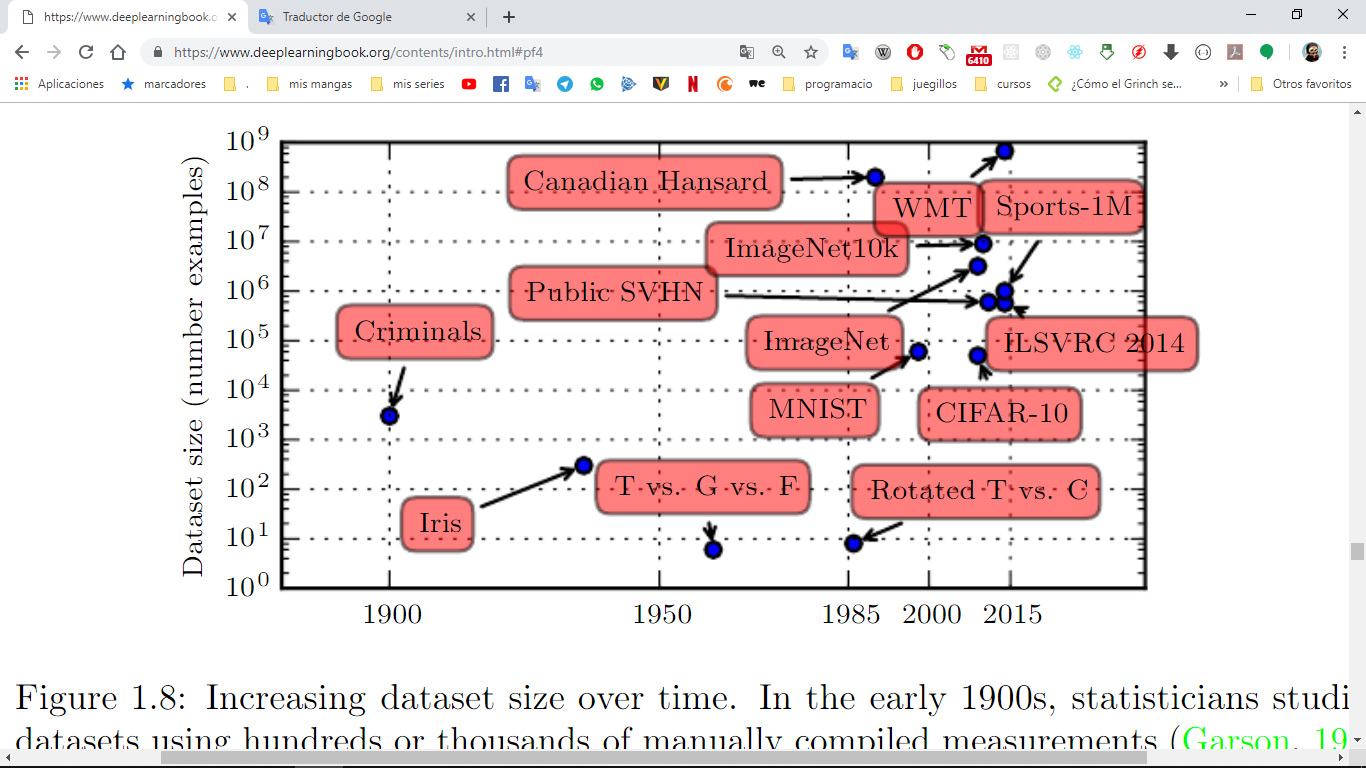 https://www.deeplearningbook.o
Traductor de Google
https://www.deeplearningbook.org/contents/intro.html#pf4
6410
Aplicaciones
marcadores
.
mis mangas
mis series
we
programacio
juegillos
cursos
¿Cómo el Grinch se...
»
Otros favoritos
Dataset size (number examples)
10^9
10^8
10^7
10^6
10^5
10^4
10^3
10^2
10^1
10^0
Canadian Hansard
WMT
Sports-1M
ImageNet10k
Public SVHN
Criminals
ImageNet
ILSVRC 2014
MNIST
CIFAR-10
T vs. G vs. F
Rotated T vs. C
Iris
1900
1950
1985
2000
2015
Figure 1.8: Increasing dataset size over time. In the early 1900s, statisticians studi
datasets using hundreds or thousands of manually compiled measurements (Garson, 19